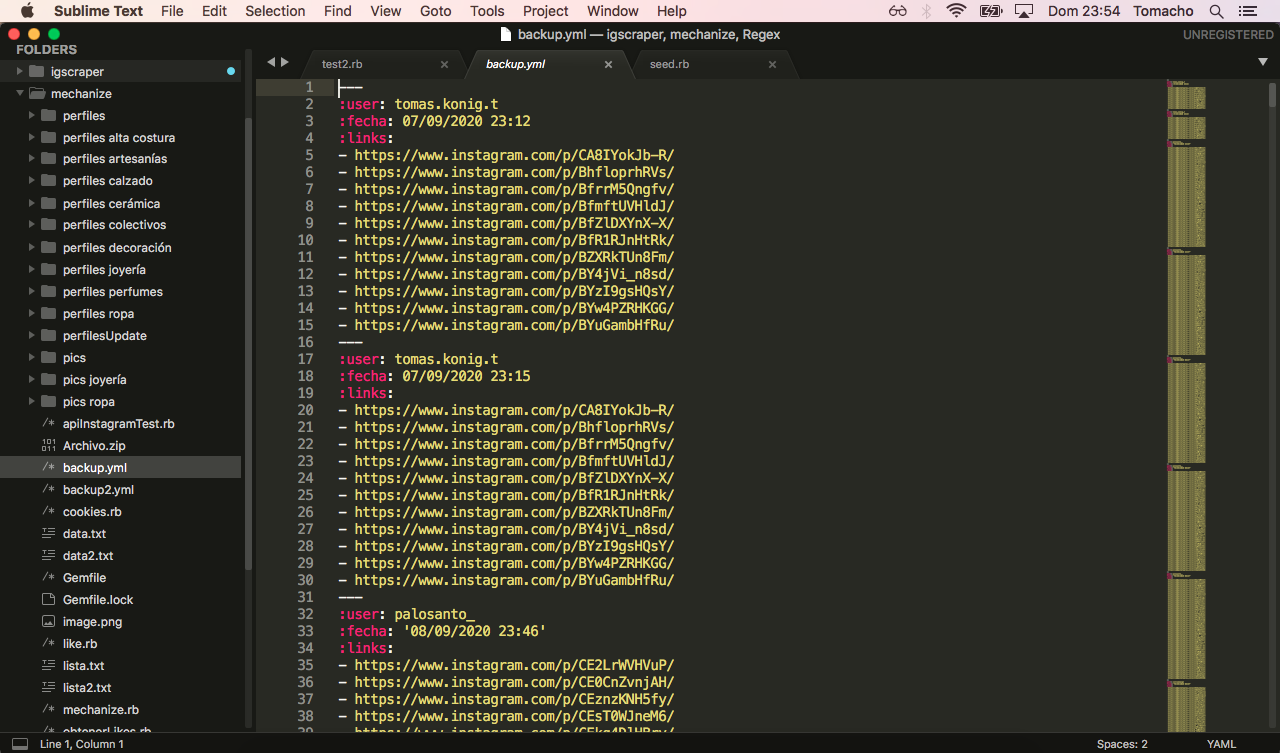 Sublime Text File Edit Selection Find View Goto Tools Project Window Help Dom 23:54 Tomacho
backup.yml — igscraper, mechanize, Regex UNREGISTERED
FOLDERS
igscraper
mechanize
perfiles
perfiles alta costura
perfiles artesanías
perfiles calzado
perfiles cerámica
perfiles colectivos
perfiles decoración
perfiles joyería
perfiles perfumes
perfiles ropa
perfilesUpdate
pics
pics joyería
pics ropa
/* apiInstagramTest.rb
Archivo.zip
/* backup.yml
/* backup2.yml
/* cookies.rb
data.txt
data2.txt
/* Gemfile
Gemfile.lock
image.png
/* like.rb
lista.txt
lista2.txt
/* mechanize.rb
/* obtenerLikes.rb
test2.rb × backup.yml × seed.rb ×
1 ---
2 :user: tomas.konig.t
3 :fecha: 07/09/2020 23:12
4 :links:
5 - https://www.instagram.com/p/CA8IYokJb-R/
6 - https://www.instagram.com/p/BhfloprhRVs/
7 - https://www.instagram.com/p/BfrrM5Qngfv/
8 - https://www.instagram.com/p/BfmftUVHldJ/
9 - https://www.instagram.com/p/BfZlDXYnX-X/
10 - https://www.instagram.com/p/BfR1RJnHtRk/
11 - https://www.instagram.com/p/BZXRkTUn8Fm/
12 - https://www.instagram.com/p/BY4jVi_n8sd/
13 - https://www.instagram.com/p/BYzI9gsHQsY/
14 - https://www.instagram.com/p/BYw4PZRHKGG/
15 - https://www.instagram.com/p/BYuGambHfRu/
16 ---
17 :user: tomas.konig.t
18 :fecha: 07/09/2020 23:15
19 :links:
20 - https://www.instagram.com/p/CA8IYokJb-R/
21 - https://www.instagram.com/p/BhfloprhRVs/
22 - https://www.instagram.com/p/BfrrM5Qngfv/
23 - https://www.instagram.com/p/BfmftUVHldJ/
24 - https://www.instagram.com/p/BfZlDXYnX-X/
25 - https://www.instagram.com/p/BfR1RJnHtRk/
26 - https://www.instagram.com/p/BZXRkTUn8Fm/
27 - https://www.instagram.com/p/BY4jVi_n8sd/
28 - https://www.instagram.com/p/BYzI9gsHQsY/
29 - https://www.instagram.com/p/BYw4PZRHKGG/
30 - https://www.instagram.com/p/BYuGambHfRu/
31 ---
32 :user: palosanto_
33 :fecha: '08/09/2020 23:46'
34 :links:
35 - https://www.instagram.com/p/CE2LrWVHVuP/
36 - https://www.instagram.com/p/CE0CnZvnjAH/
37 - https://www.instagram.com/p/CEznzKNH5fy/
38 - https://www.instagram.com/p/CEsT0WJneM6/
Line 1, Column 1 Spaces: 2 YAML